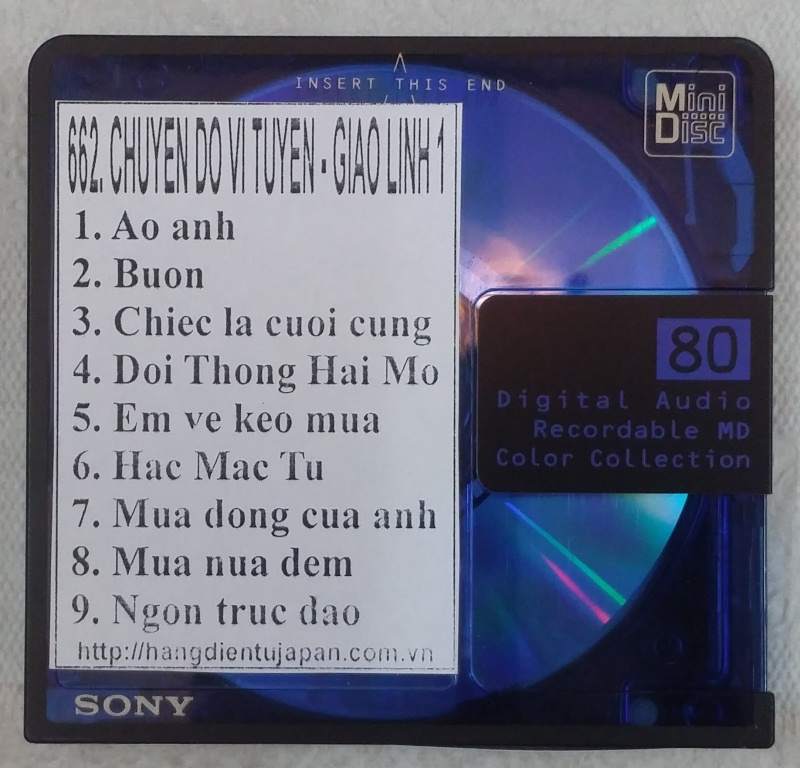 INSERT THIS END
Mini
Disc
662. CHUYEN DO VI TUYEN - GIAO LINH 1
1. Ao anh
2. Buon
3. Chiec la cuoi cung
4. Doi Thong Hai Mo
5. Em ve keo mua
6. Hac Mac Tu
7. Mua dong cua anh
8. Mua nua dem
9. Ngon truc dao
http://hangdientujapan.com.vn
80
Digital Audio
Recordable MD
Color Collection
SONY